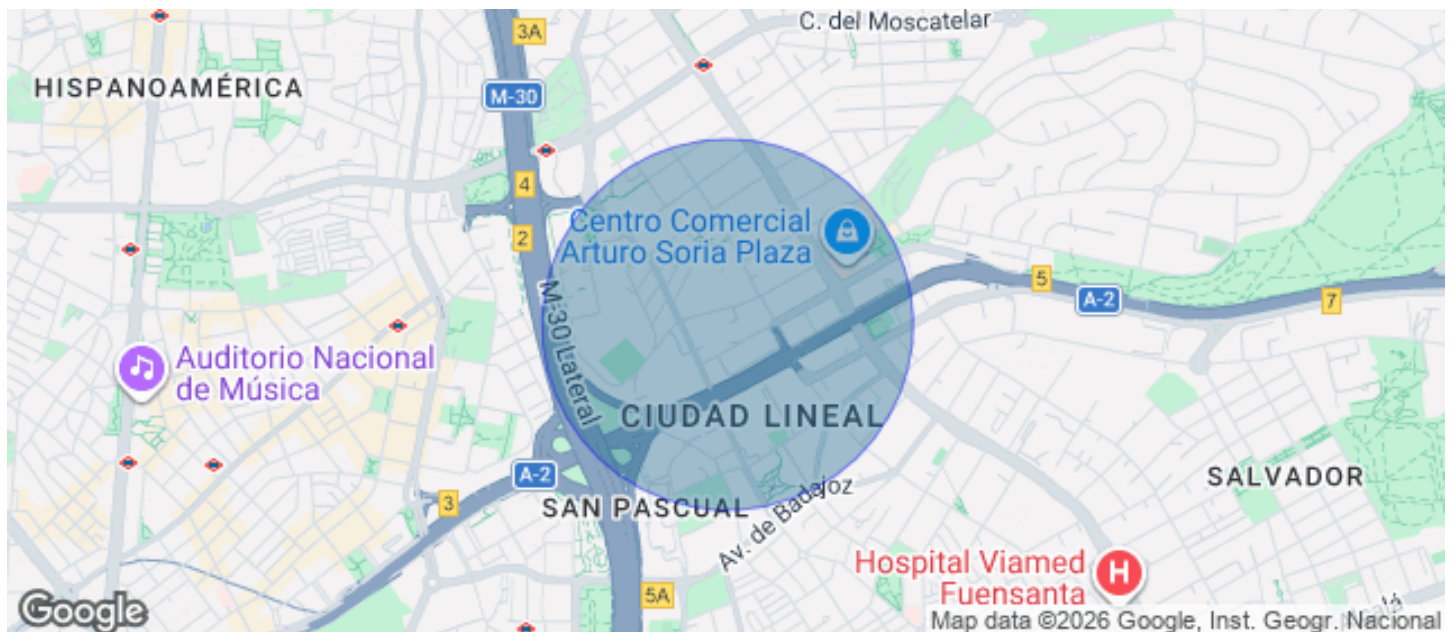 C. del Moscatelar
3A
HISPANOAMÉRICA
M-30
4
Centro Comercial
Arturo Soria Plaza
2
5
A-2
7
M-30 Lateral
Auditorio Nacional
de Música
CIUDAD LINEAL
A-2
SALVADOR
3
SAN PASCUAL
Av. de Badajoz
Hospital Viamed
Fuensanta
5A
Google
Map data ©2026 Google, Inst. Geogr. Nacional